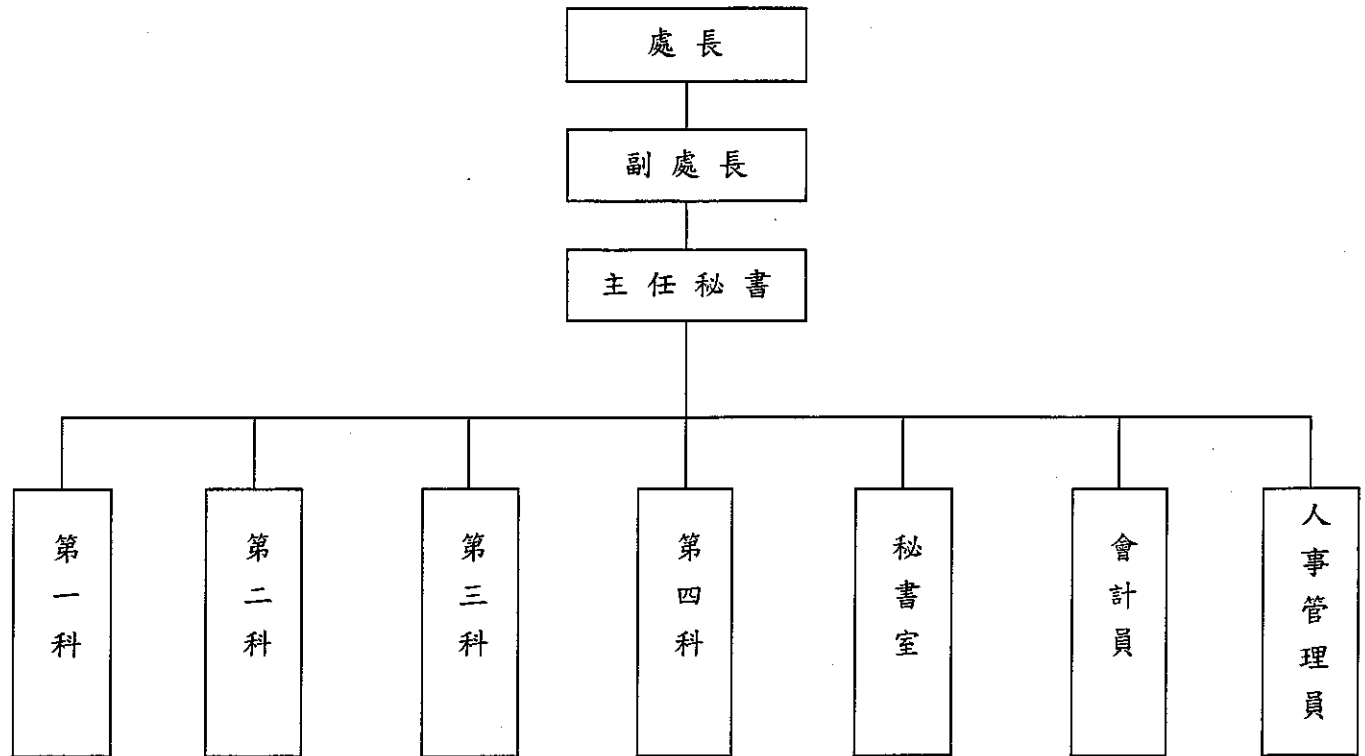 處長
副處長
主任秘書
第一科
第二科
第三科
第四科
秘書室
會計員
人事管理員